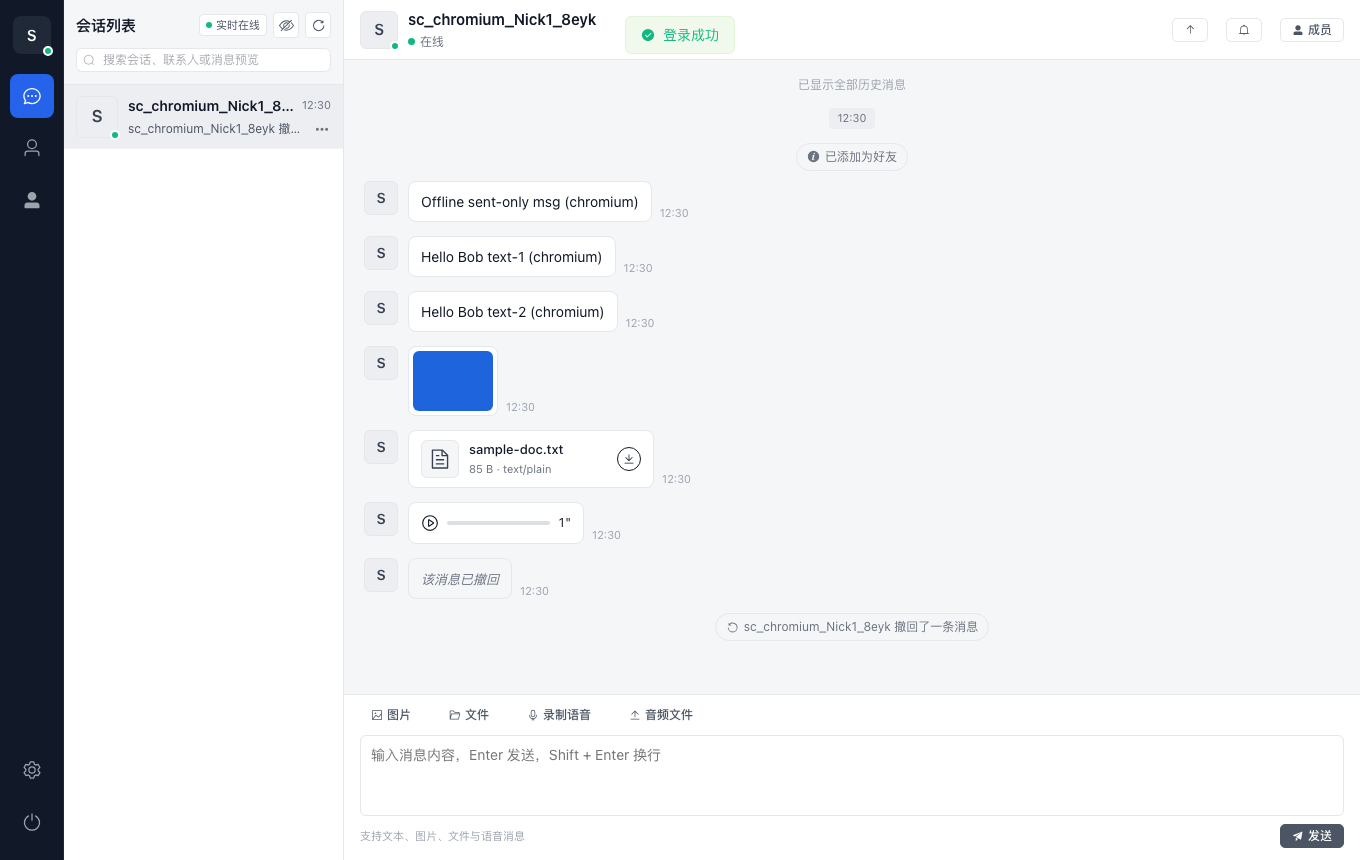 S
会话列表
实时在线
搜索会话、联系人或消息预览
S
sc_chromium_Nick1_8...
12:30
sc_chromium_Nick1_8eyk 撤...
S
sc_chromium_Nick1_8eyk
在线
登录成功
成员
已显示全部历史消息
12:30
已添加为好友
S
Offline sent-only msg (chromium)
12:30
S
Hello Bob text-1 (chromium)
12:30
S
Hello Bob text-2 (chromium)
12:30
S
12:30
S
sample-doc.txt
85 B · text/plain
12:30
S
1"
12:30
S
该消息已撤回
12:30
sc_chromium_Nick1_8eyk 撤回了一条消息
图片
文件
录制语音
音频文件
输入消息内容，Enter 发送，Shift + Enter 换行
支持文本、图片、文件与语音消息
发送